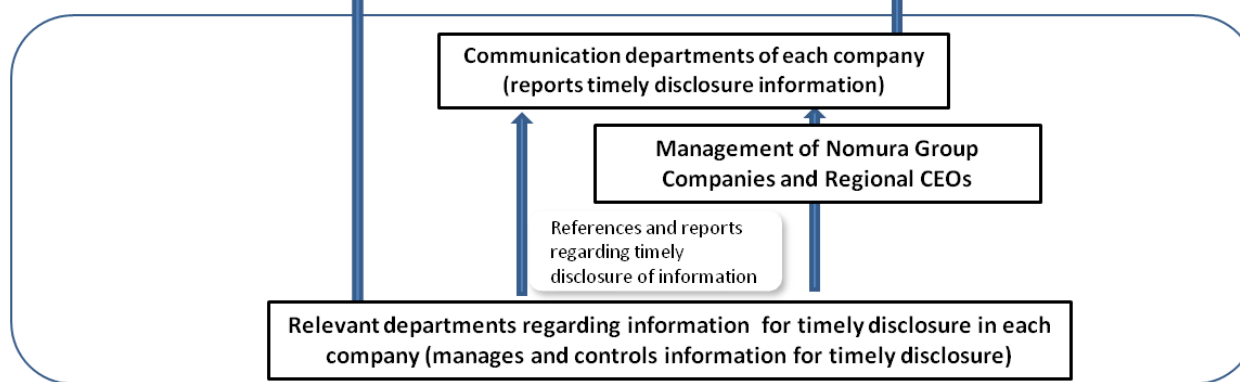 Communication departments of each company
(reports timely disclosure information)
Management of Nomura Group
Companies and Regional CEOs
References and reports
regarding timely
disclosure of information
Relevant departments regarding information for timely disclosure in each
company (manages and controls information for timely disclosure)